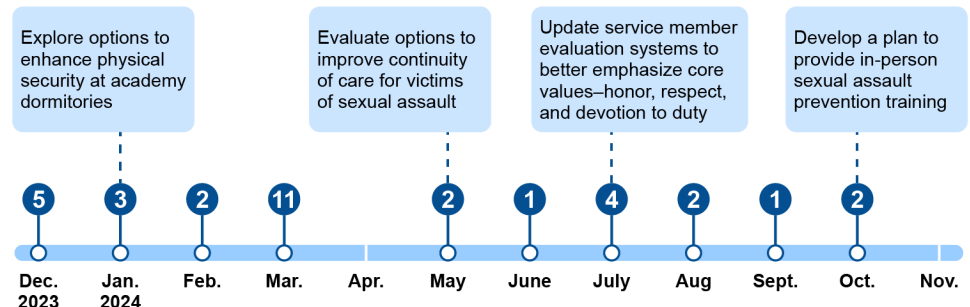 Explore options to
enhance physical
security at academy
dormitories
Evaluate options to
improve continuity
of care for victims
of sexual assault
Update service member
evaluation systems to
better emphasize core
values–honor, respect,
and devotion to duty
Develop a plan to
provide in-person
sexual assault
prevention training
5 3 2 11 2 1 4 2 1 2
Dec. Jan. Feb. Mar. Apr. May June July Aug Sept. Oct. Nov.
2023 2024